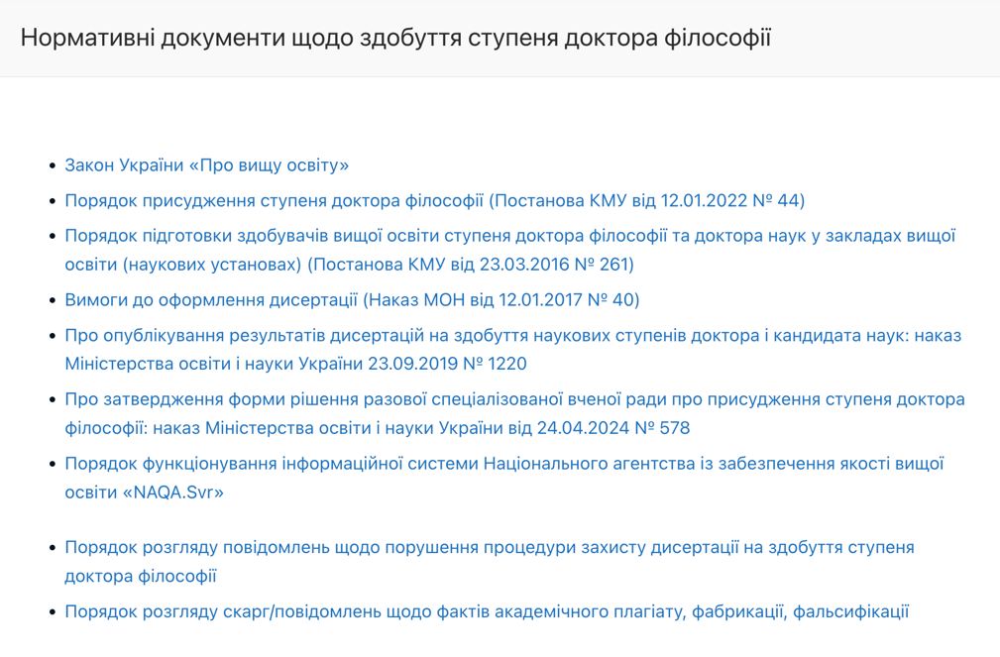 Нормативні документи щодо здобуття ступеня доктора філософії
• Закон України «Про вищу освіту»
• Порядок присудження ступеня доктора філософії (Постанова КМУ від 12.01.2022 № 44)
• Порядок підготовки здобувачів вищої освіти ступеня доктора філософії та доктора наук у закладах вищої
освіти (наукових установах) (Постанова КМУ від 23.03.2016 № 261)
• Вимоги до оформлення дисертації (Наказ МОН від 12.01.2017 № 40)
• Про опублікування результатів дисертацій на здобуття наукових ступенів доктора і кандидата наук: наказ
Міністерства освіти і науки України 23.09.2019 № 1220
• Про затвердження форми рішення разової спеціалізованої вченої ради про присудження ступеня доктора
філософії: наказ Міністерства освіти і науки України від 24.04.2024 № 578
• Порядок функціонування інформаційної системи Національного агентства із забезпечення якості вищої
освіти «NAQA.Svr»
• Порядок розгляду повідомлень щодо порушення процедури захисту дисертації на здобуття ступеня
доктора філософії
• Порядок розгляду скарг/повідомлень щодо фактів академічного плагіату, фабрикації, фальсифікації